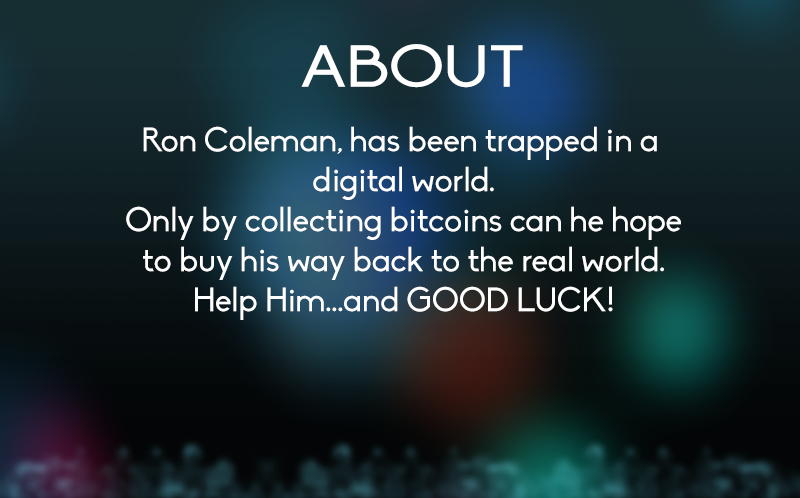 ABOUT
Ron Coleman, has been trapped in a
digital world.
Only by collecting bitcoins can he hope
to buy his way back to the real world.
Help Him...and GOOD LUCK!